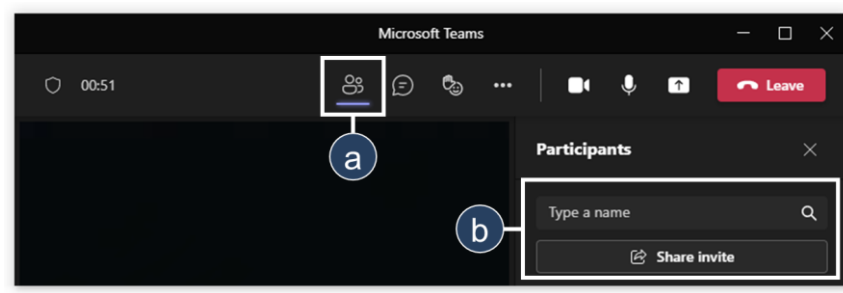 Microsoft Teams
00:51
Leave
a
Participants
b
Type a name
Share invite